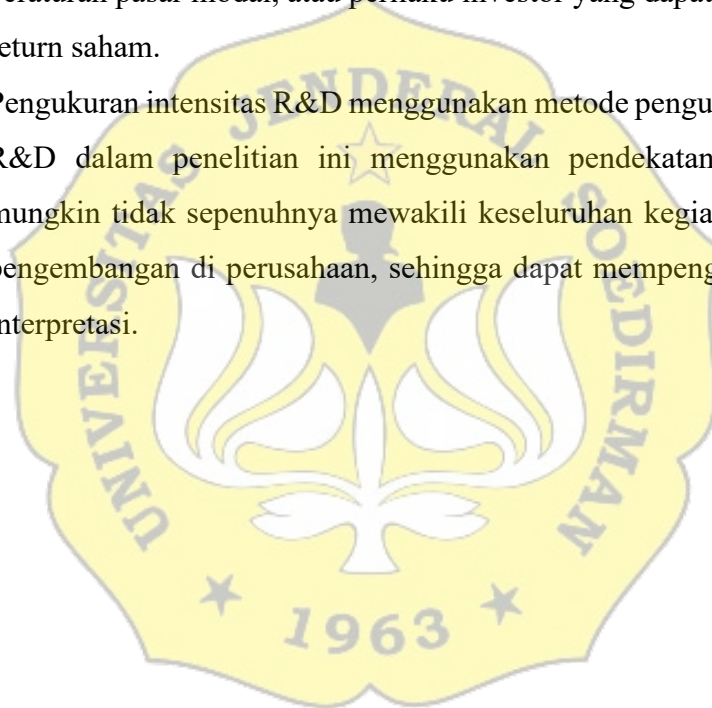 peraturan pasar modal, atau perilaku investor yang dapat
return saham.
Pengukuran intensitas R&D menggunakan metode pengu
R&D dalam penelitian ini menggunakan pendekatan
mungkin tidak sepenuhnya mewakili keseluruhan kegia
pengembangan di perusahaan, sehingga dapat mempeng
interpretasi.
UNIVERSITAS JENDERAL SOEDIRMAN
1963